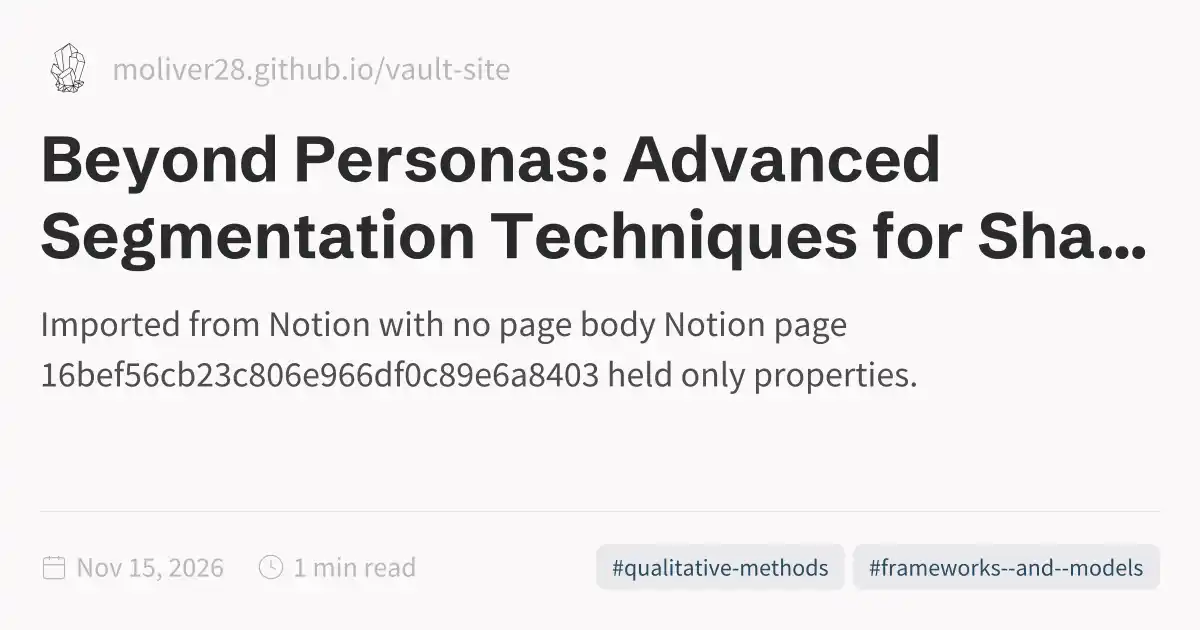 moliver28.github.io/vault-site
Beyond Personas: Advanced
Segmentation Techniques for Sha...
Imported from Notion with no page body Notion page
16bef56cb23c806e966df0c89e6a8403 held only properties.
Nov 15, 2026
1 min read
#qualitative-methods
#frameworks--and--models